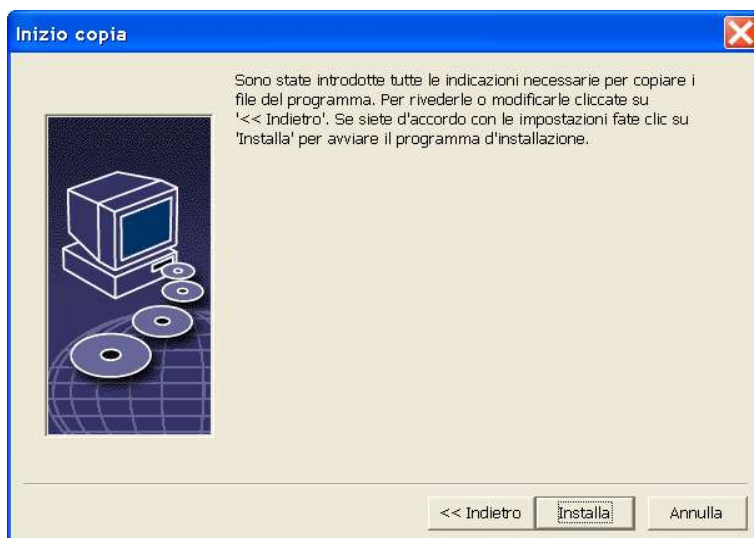 Inizio copia
Sono state introdotte tutte le indicazioni necessarie per copiare i
file del programma. Per rivederle o modificarle cliccate su
'<< Indietro'. Se siete d'accordo con le impostazioni fate clic su
'Installa' per avviare il programma d'installazione.
<< Indietro
Installa
Annulla